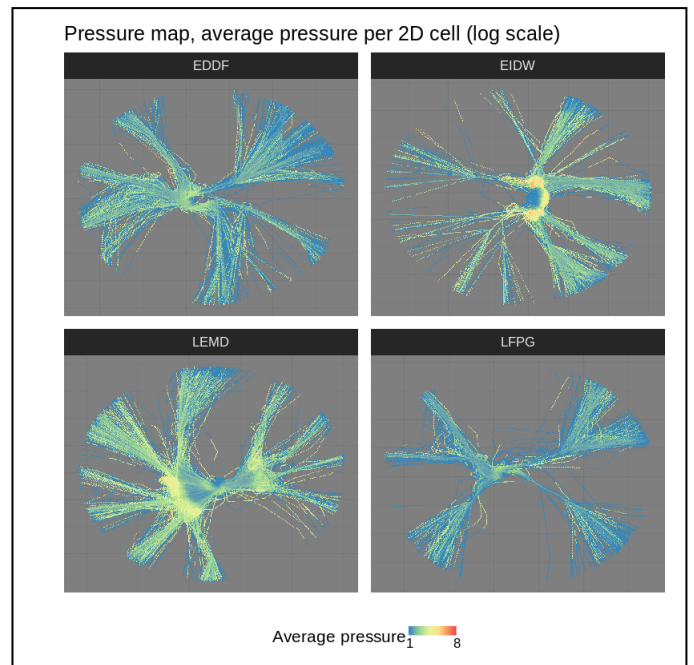 Pressure map, average pressure per 2D cell (log scale)
EDDF
EIDW
LEMD
LFPG
Average pressure
1 8